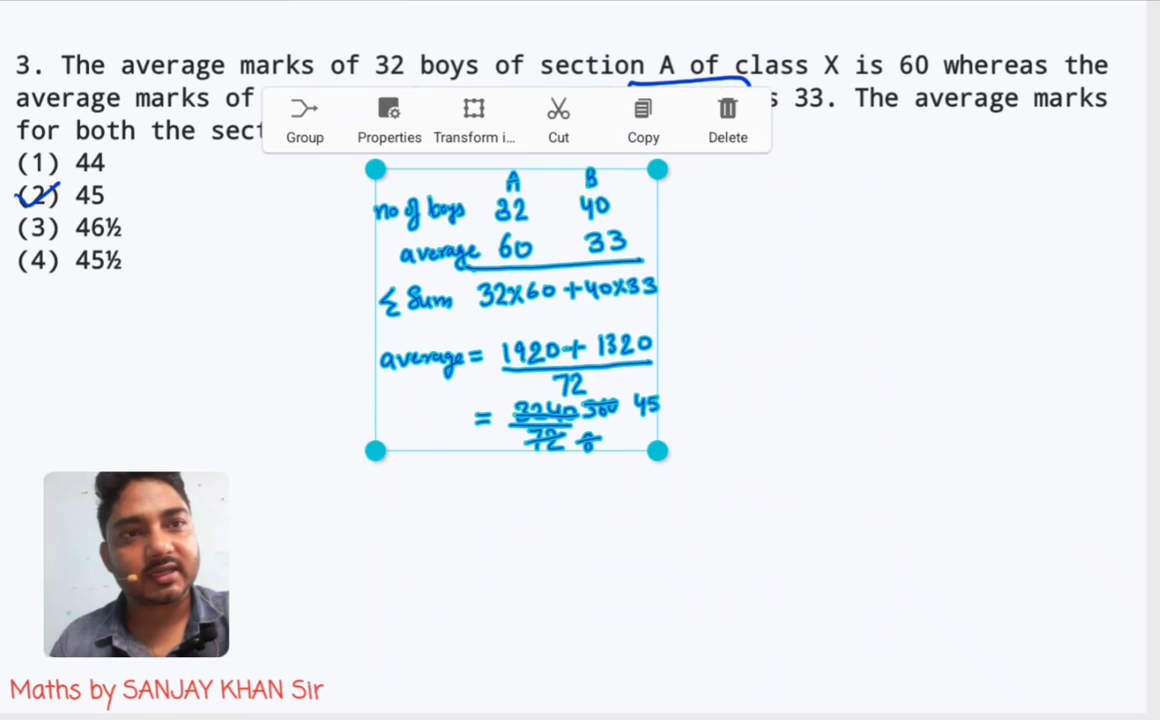 3. The average marks of 32 boys of section A of class X is 60 whereas the
average marks of s 33. The average marks
for both the sect
Group Properties Transform i... Cut Copy Delete
(1) 44
(2) 45
(3) 46½
(4) 45½
A B
no of boys 32 40
average 60 33
Σ Sum 32×60 +40×33
average = 1920+ 1320
72
= 3240 360 45
72 8
Maths by SANJAY KHAN Sir